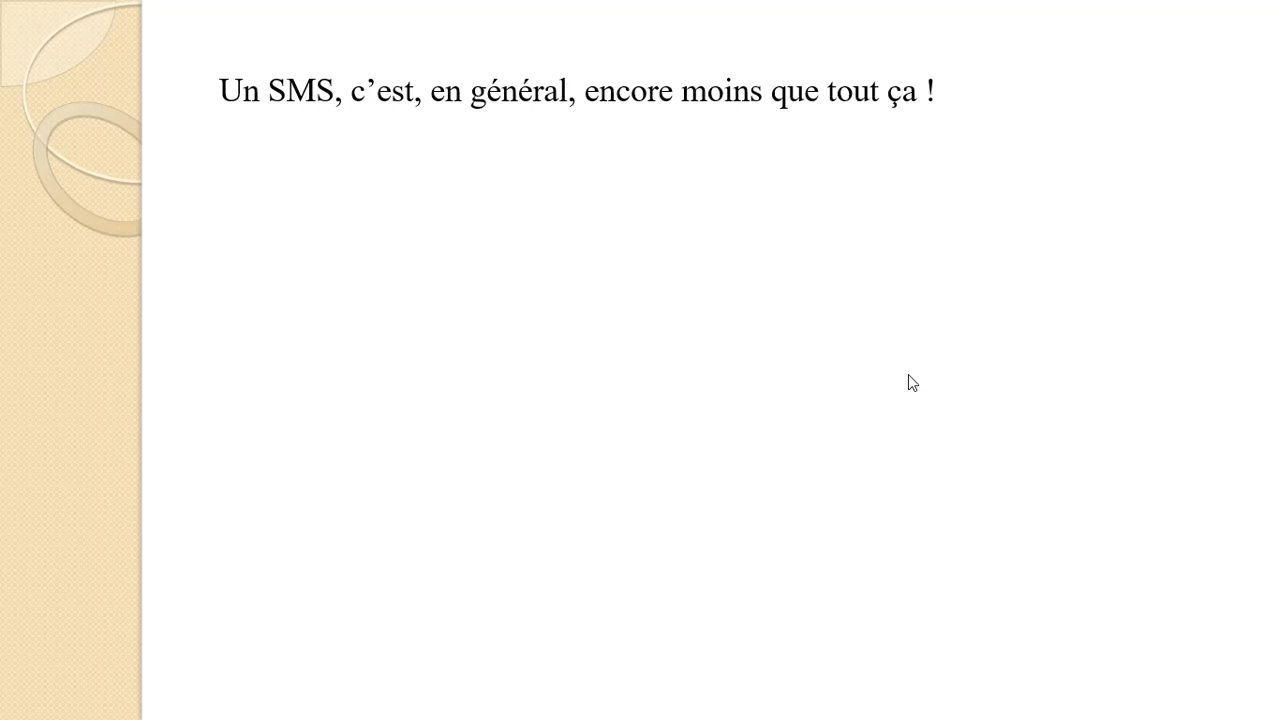 Un SMS, c’est, en général, encore moins que tout ça !